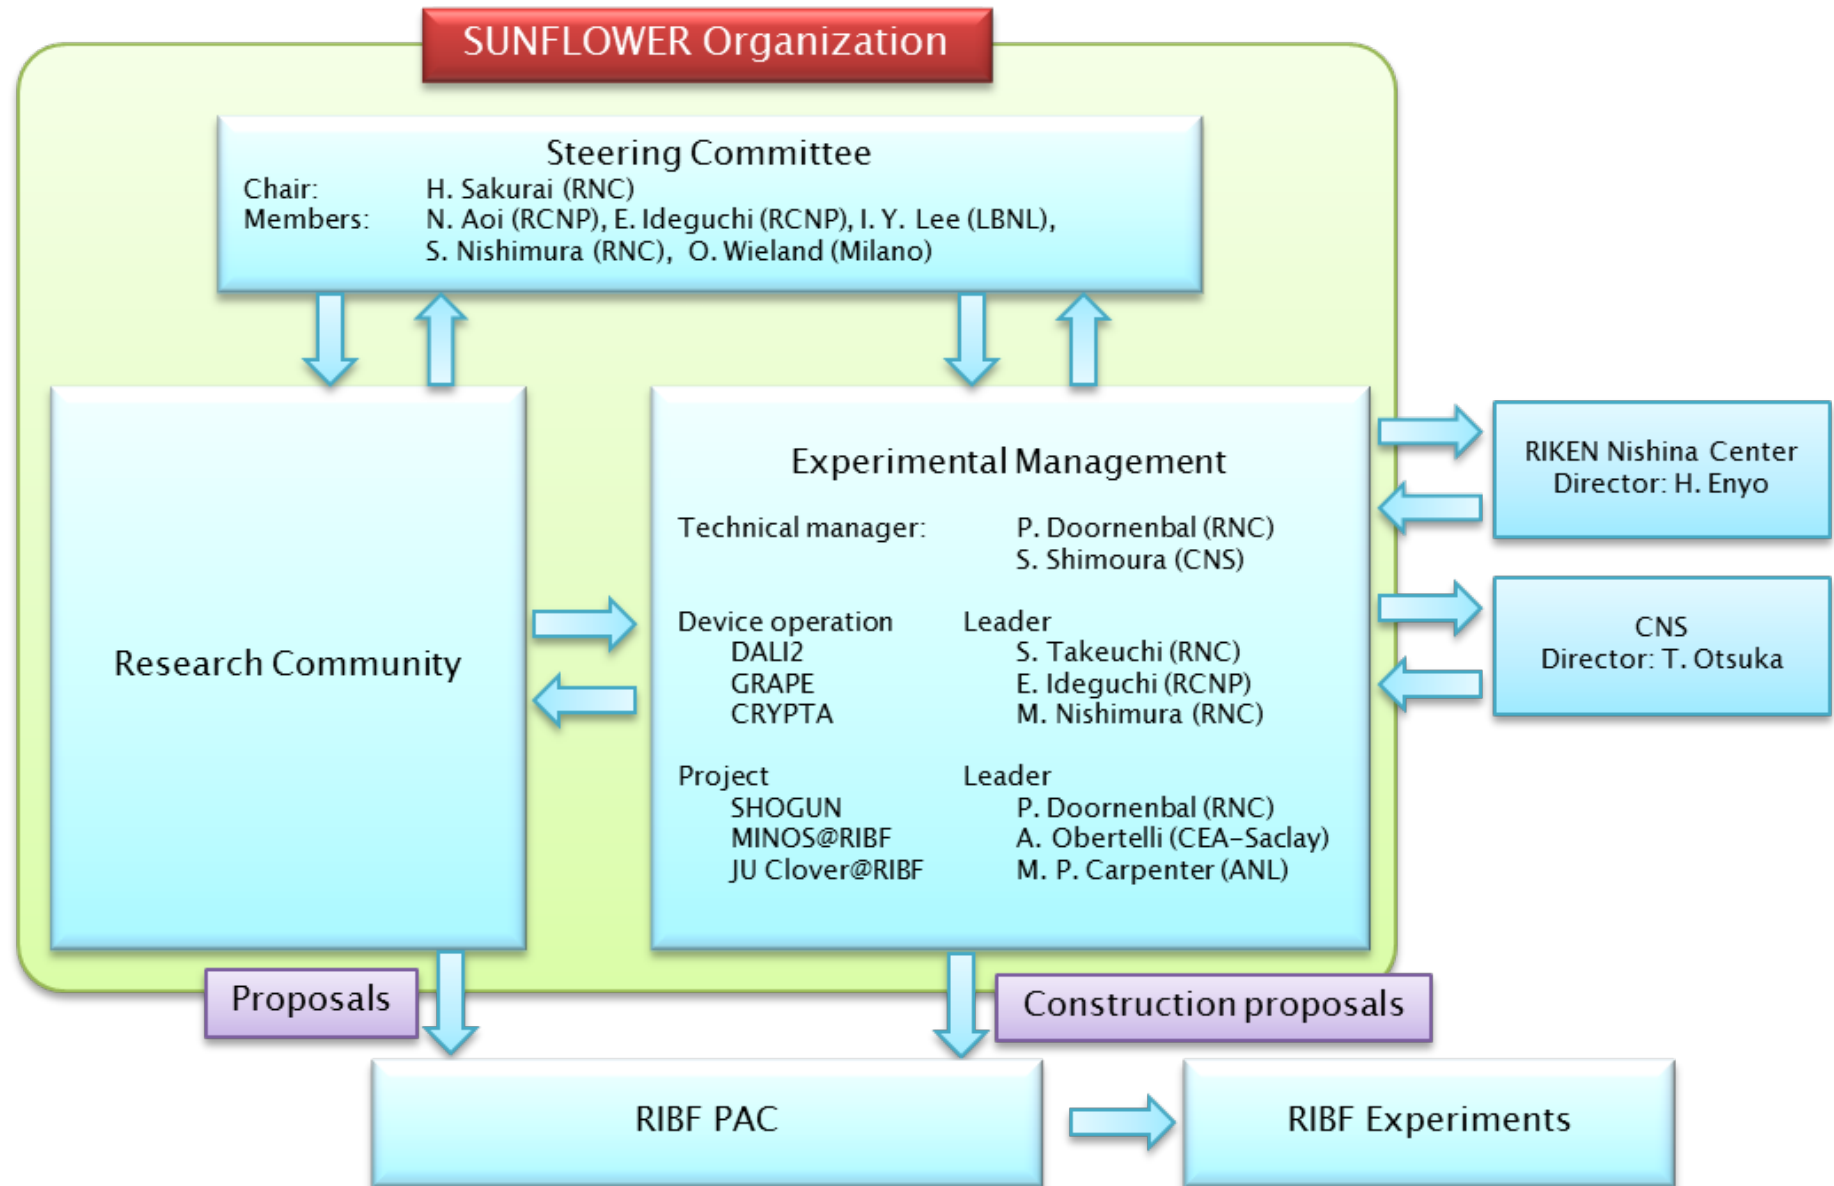 SUNFLOWER Organization
Steering Committee
Chair: H. Sakurai (RNC)
Members: N. Aoi (RCNP), E. Ideguchi (RCNP), I. Y. Lee (LBNL),
S. Nishimura (RNC), O. Wieland (Milano)
Research Community
Experimental Management
Technical manager: P. Doornenbal (RNC)
S. Shimoura (CNS)
Device operation Leader
DALI2 S. Takeuchi (RNC)
GRAPE E. Ideguchi (RCNP)
CRYPTA M. Nishimura (RNC)
Project Leader
SHOGUN P. Doornenbal (RNC)
MINOS@RIBF A. Obertelli (CEA-Saclay)
JU Clover@RIBF M. P. Carpenter (ANL)
RIKEN Nishina Center
Director: H. Enyo
CNS
Director: T. Otsuka
Proposals
Construction proposals
RIBF PAC
RIBF Experiments